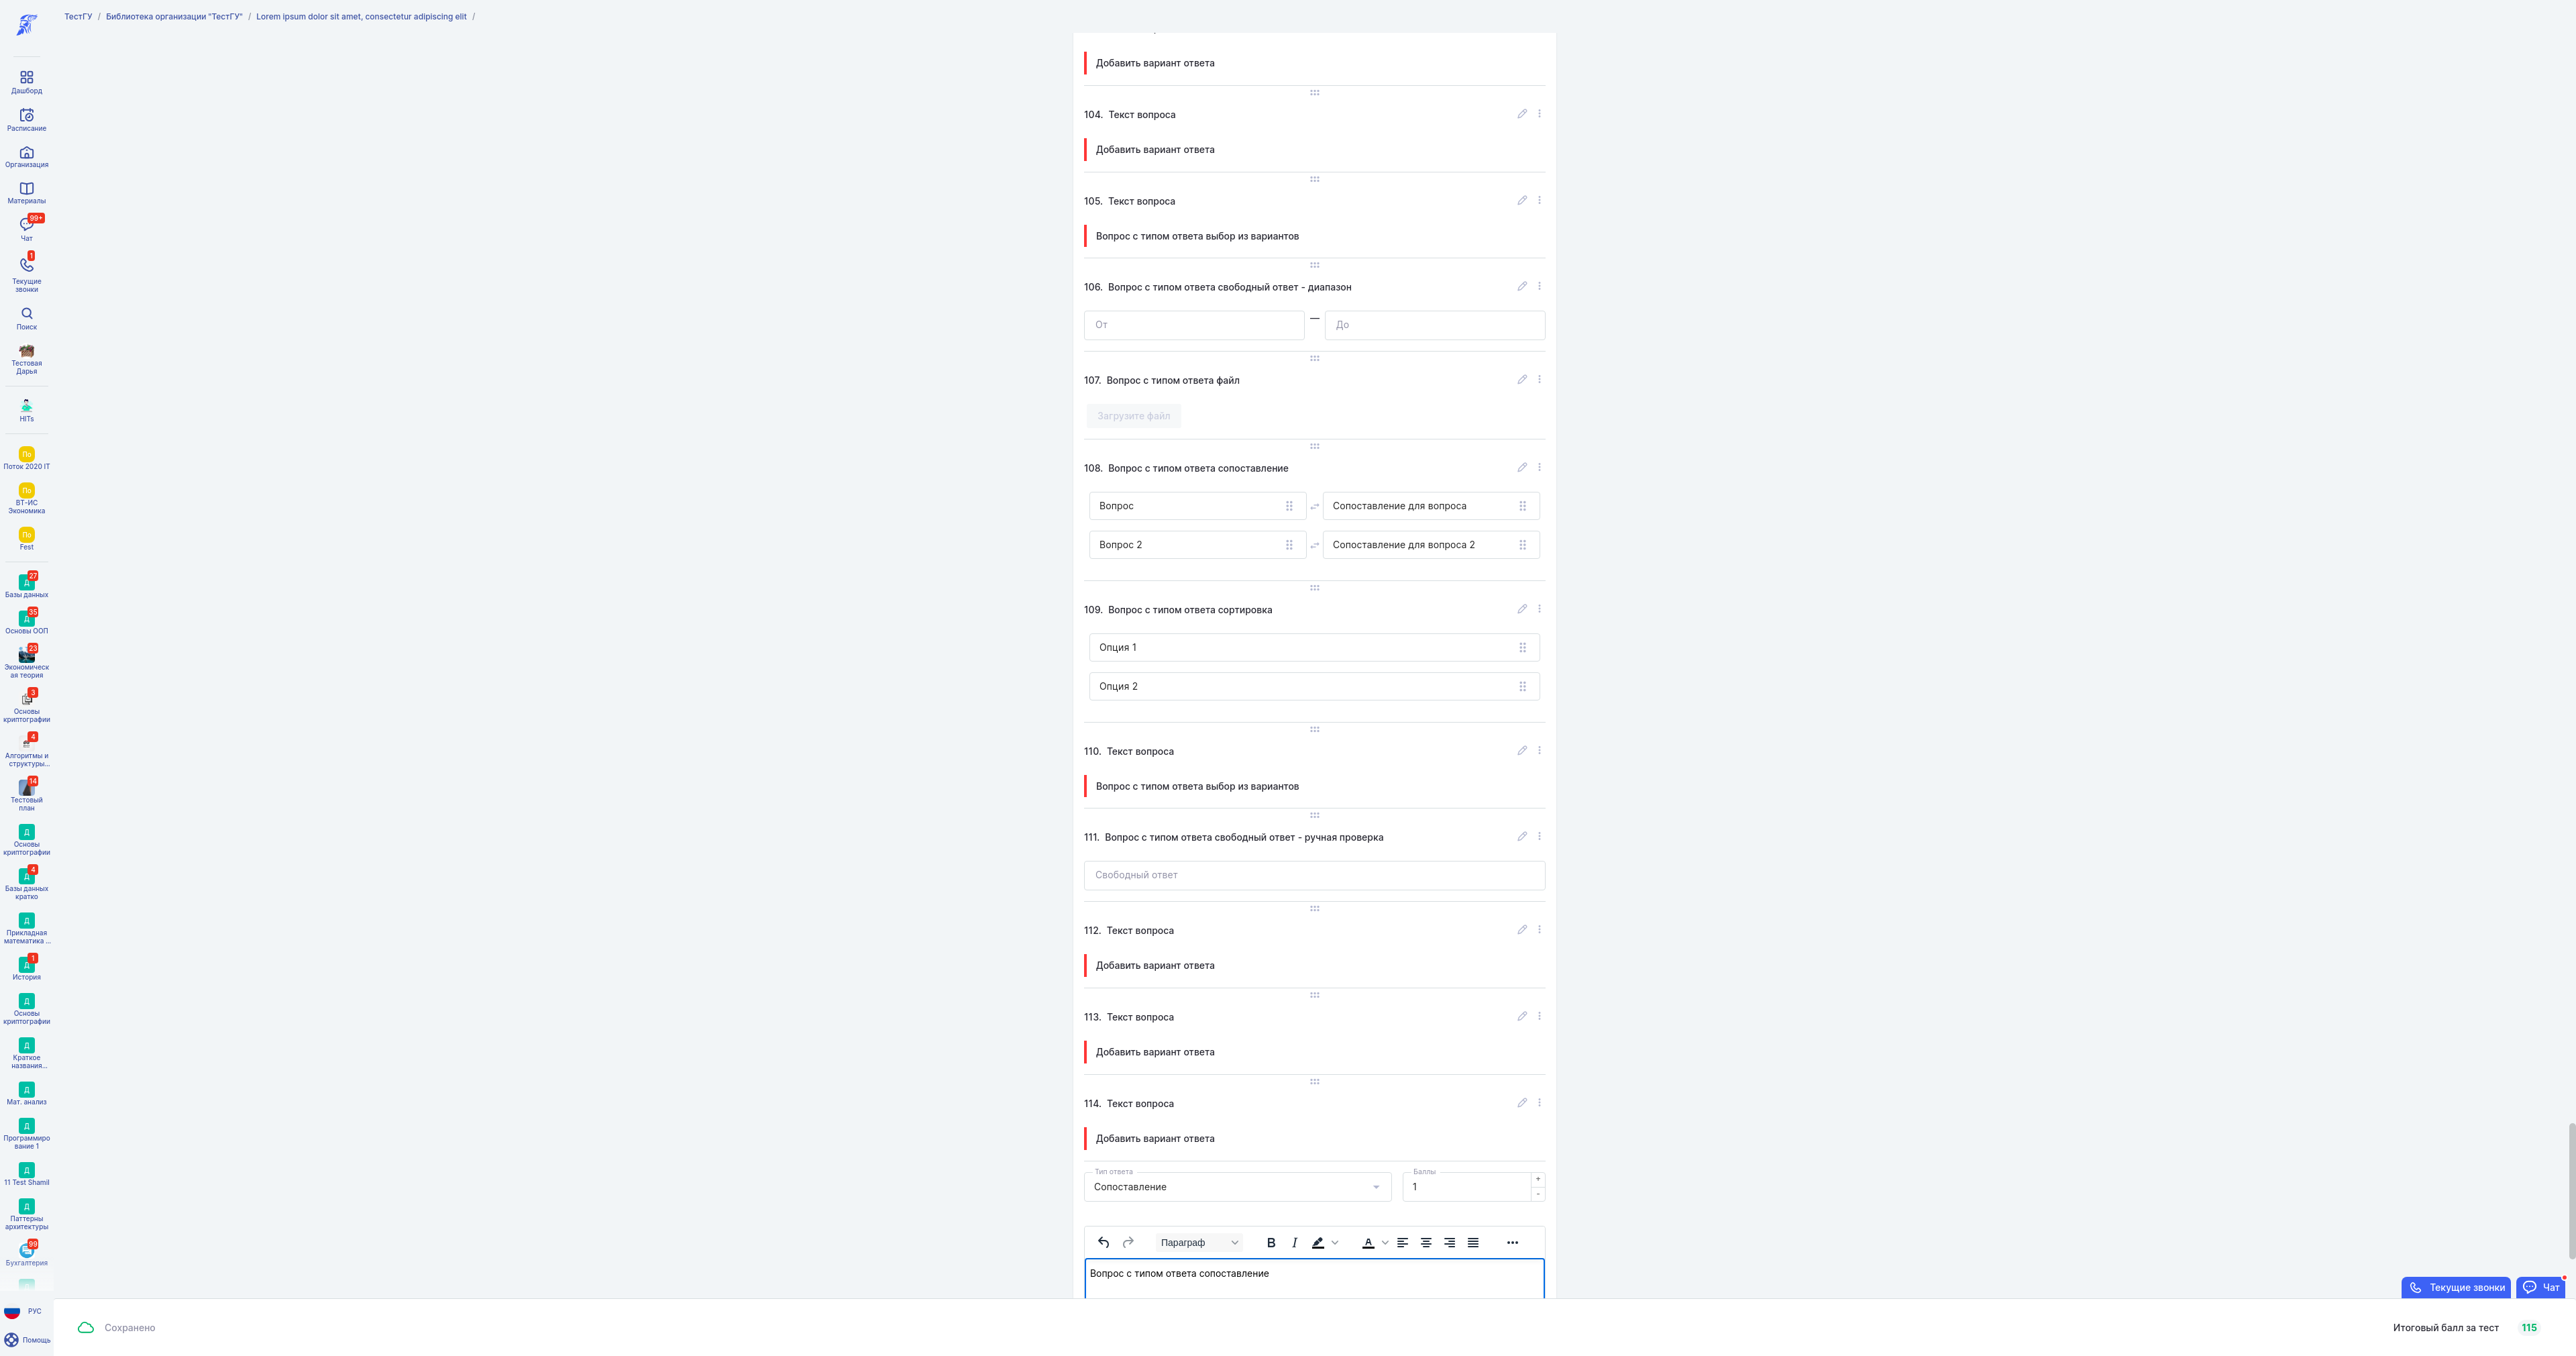 ТестГУ / Библиотека организации "ТестГУ" / Lorem ipsum dolor sit amet, consectetur adipiscing elit /
Дашборд
Расписание
Организация
Материалы
99+
Чат
1
Текущие
звонки
Поиск
Тестовая
Дарья
HITs
По
Поток 2020 IT
По
ВТ-ИС
Экономика
По
Fest
27
Д
Базы данных
35
Д
Основы ООП
23
Экономическ
ая теория
3
Основы
криптографии
4
Алгоритмы и
структуры...
14
Тестовый
план
Д
Основы
криптографии
4
Д
Базы данных
кратко
Д
Прикладная
математика ...
1
Д
История
Д
Основы
криптографии
Д
Краткое
названия...
Д
Мат. анализ
Д
Программиро
вание 1
Д
11 Test Shamil
Д
Паттерны
архитектуры
99
Бухгалтерия
РУС
Помощь
Добавить вариант ответа
104. Текст вопроса
Добавить вариант ответа
105. Текст вопроса
Вопрос с типом ответа выбор из вариантов
106. Вопрос с типом ответа свободный ответ - диапазон
От — До
107. Вопрос с типом ответа файл
Загрузите файл
108. Вопрос с типом ответа сопоставление
Вопрос Сопоставление для вопроса
Вопрос 2 Сопоставление для вопроса 2
109. Вопрос с типом ответа сортировка
Опция 1
Опция 2
110. Текст вопроса
Вопрос с типом ответа выбор из вариантов
111. Вопрос с типом ответа свободный ответ - ручная проверка
Свободный ответ
112. Текст вопроса
Добавить вариант ответа
113. Текст вопроса
Добавить вариант ответа
114. Текст вопроса
Добавить вариант ответа
Тип ответа Баллы
Сопоставление 1 + -
Параграф B I A ...
Вопрос с типом ответа сопоставление
Текущие звонки Чат
Сохранено Итоговый балл за тест 115